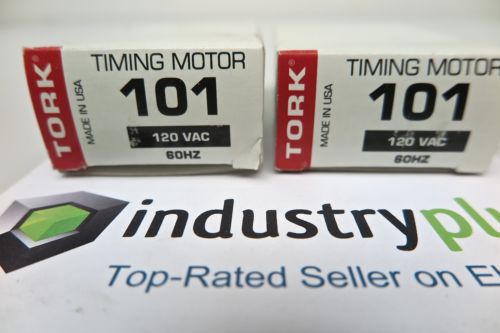 TORK
MADE IN USA
TIMING MOTOR
101
120 VAC
60HZ
TORK
MADE IN USA
TIMING MOTOR
101
120 VAC
60HZ
industrypl
Top-Rated Seller on E